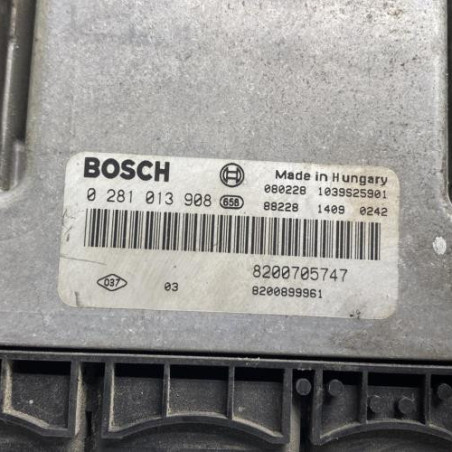 BOSCH
Made in Hungary
080228 1039S25901
0 281 013 908 656
88228 1409 0242
8200705747
037 03 8200899961